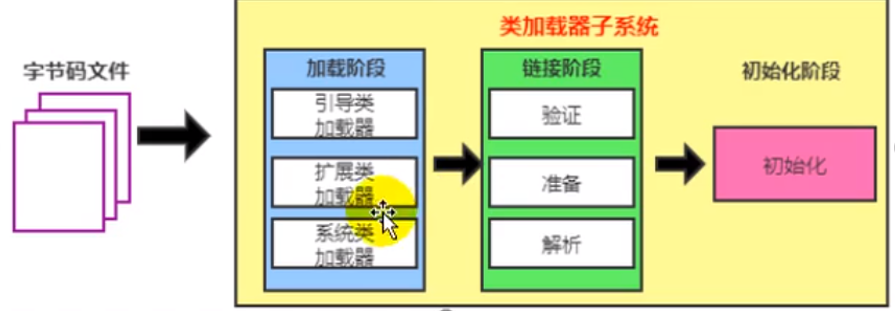 类加载器子系统
字节码文件
加载阶段
引导类
加载器
扩展类
加载器
系统类
加载器
链接阶段
验证
准备
解析
初始化阶段
初始化